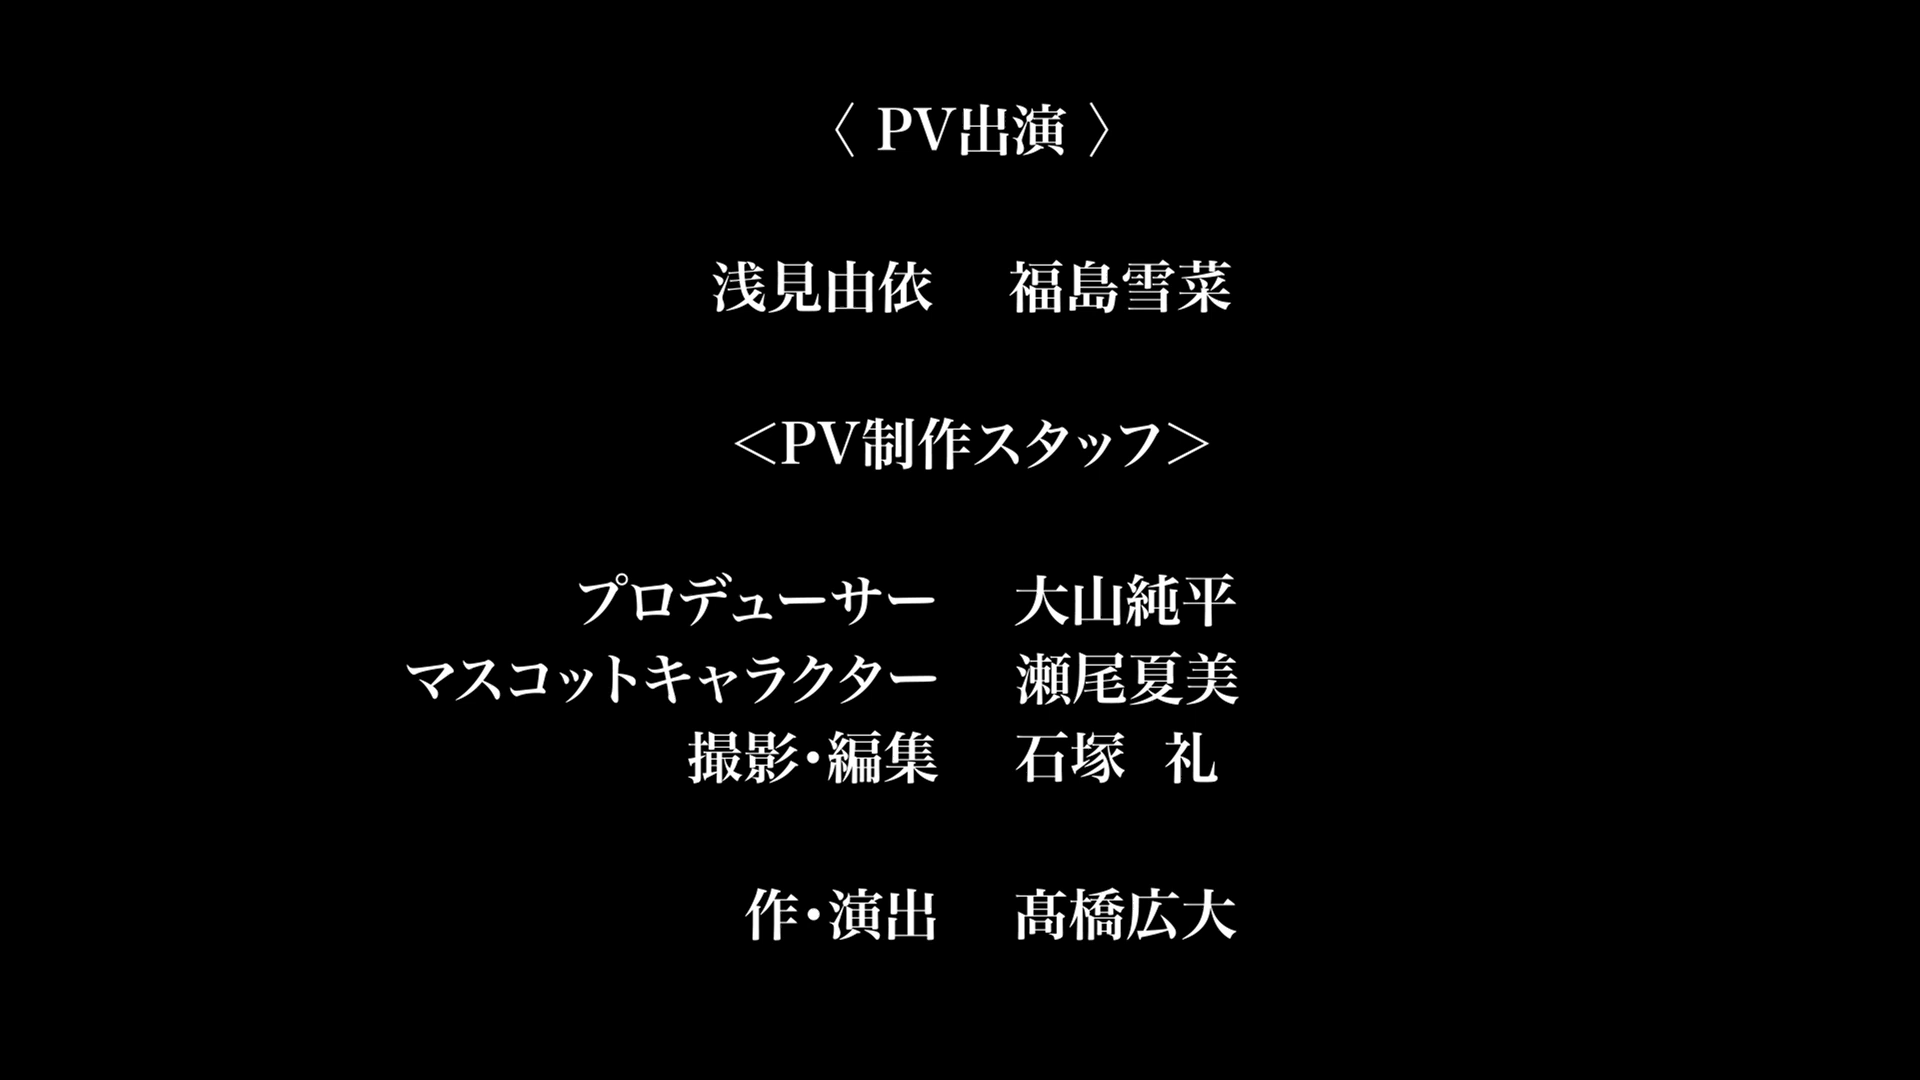 〈 PV出演 〉
浅見由依　福島雪菜
＜PV制作スタッフ＞
プロデューサー　大山純平
マスコットキャラクター　瀬尾夏美
撮影・編集　石塚　礼
作・演出　髙橋広大